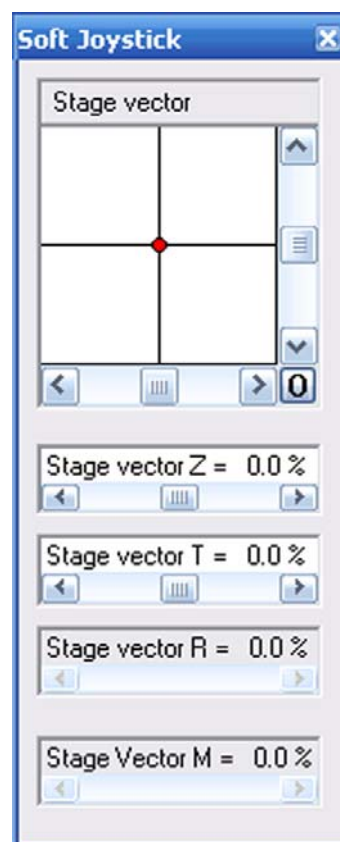 Soft Joystick
Stage vector
0
Stage vector Z = 0.0 %
Stage vector T = 0.0 %
Stage vector R = 0.0 %
Stage Vector M = 0.0 %